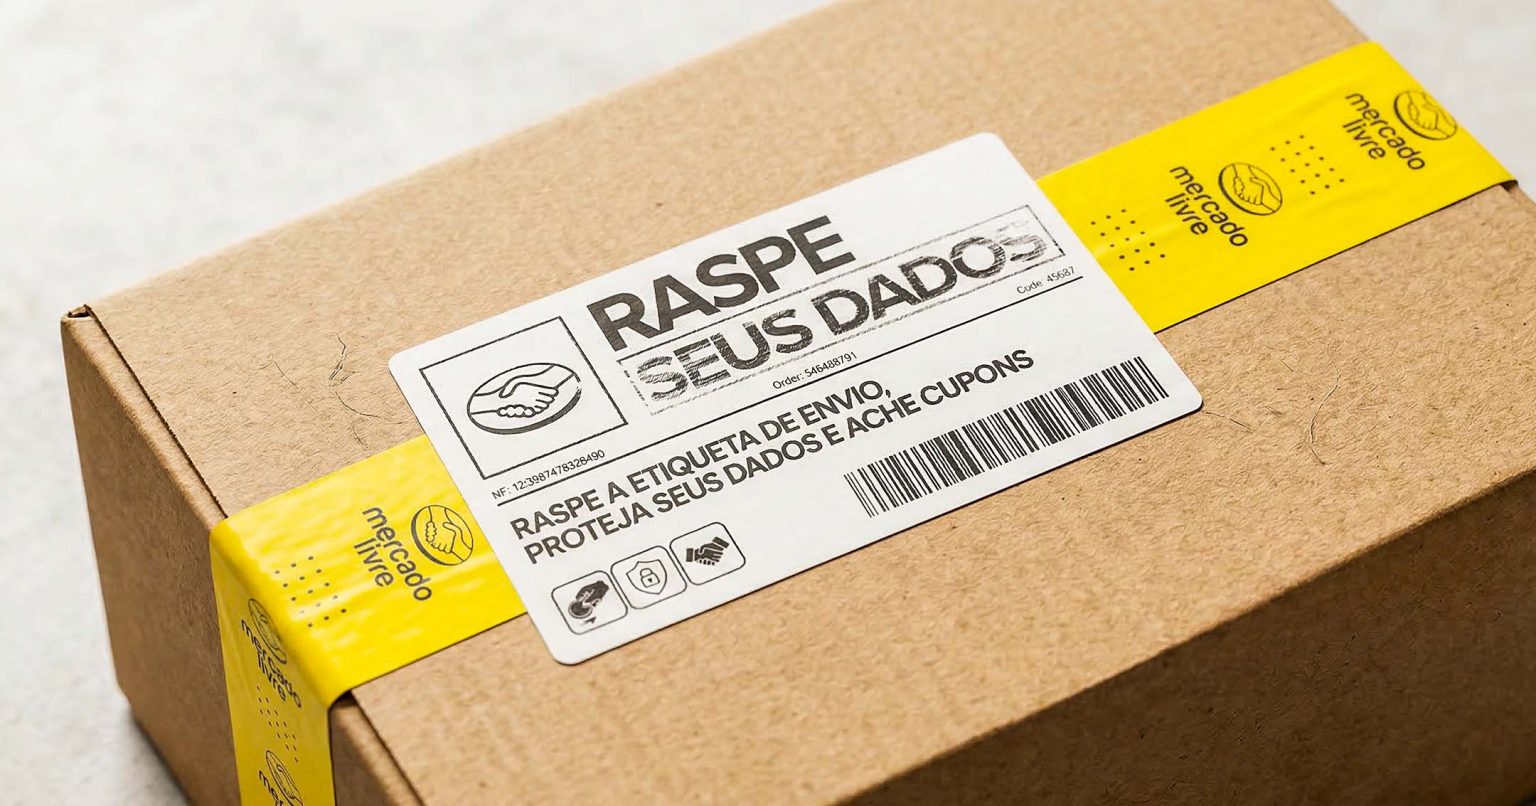 RASPE
SEUS DADOS
Code: 45687
Order: 546488791
NF: 12:3987478328490
RASPE A ETIQUETA DE ENVIO,
PROTEJA SEUS DADOS E ACHE CUPONS
mercado
livre
mercado
livre
mercado
livre
mercado
livre
mercado